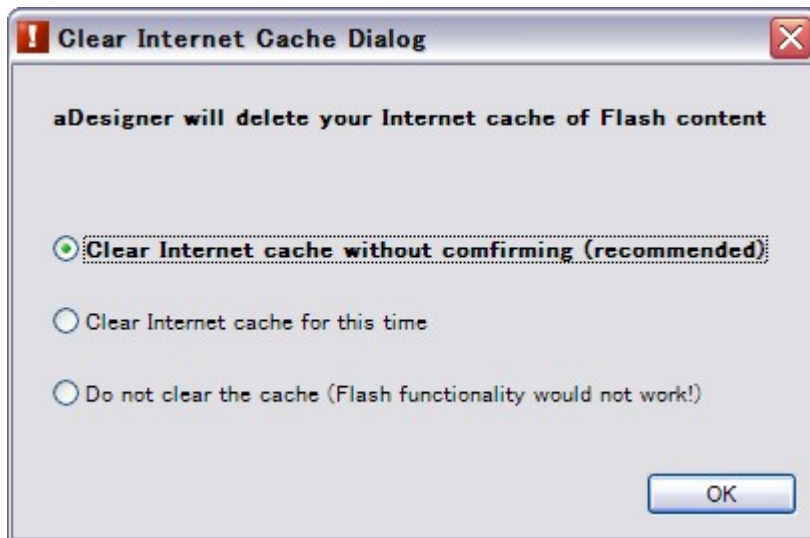 Clear Internet Cache Dialog
aDesigner will delete your Internet cache of Flash content
Clear Internet cache without comfirming (recommended)
Clear Internet cache for this time
Do not clear the cache (Flash functionality would not work!)
OK